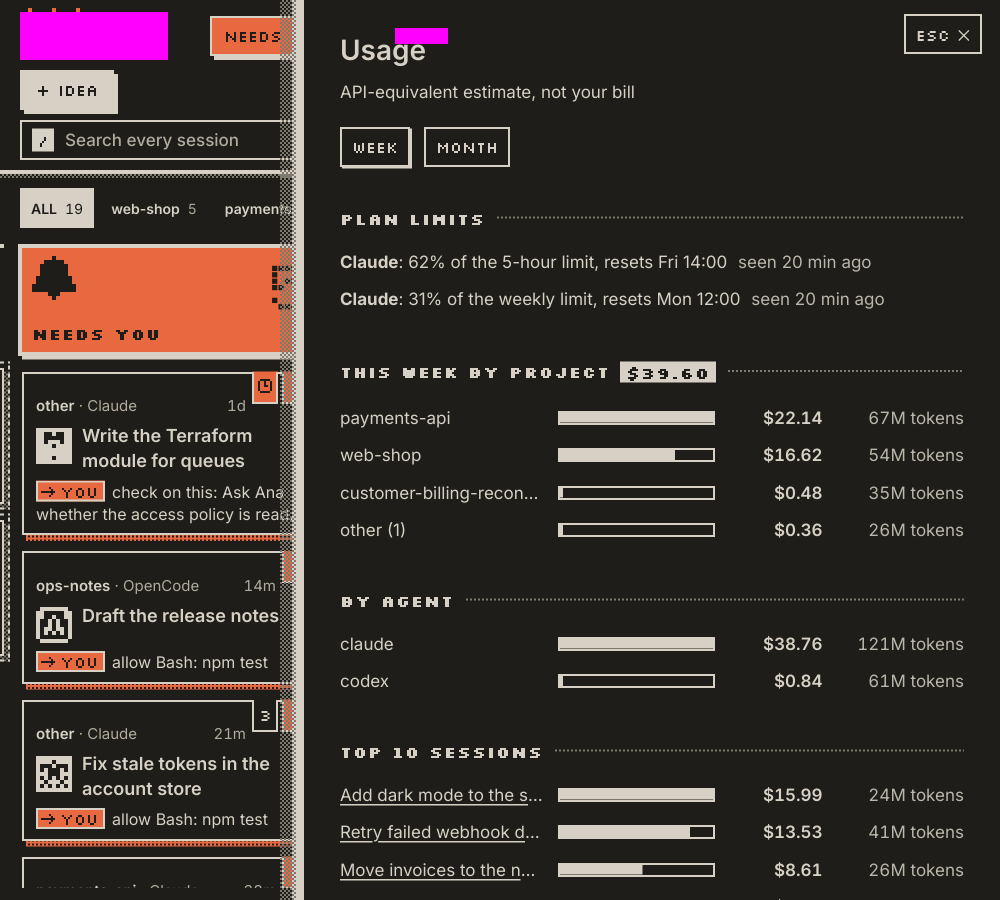 NEEDS
+ IDEA
/ Search every session
ALL 19 web-shop 5 payments
NEEDS YOU
other · Claude 1d
Write the Terraform
module for queues
→ YOU check on this: Ask Ana
whether the access policy is read
ops-notes · OpenCode 14m
Draft the release notes
→ YOU allow Bash: npm test
3
other · Claude 21m
Fix stale tokens in the
account store
→ YOU allow Bash: npm test
Usage
ESC ×
API-equivalent estimate, not your bill
WEEK MONTH
PLAN LIMITS
Claude: 62% of the 5-hour limit, resets Fri 14:00 seen 20 min ago
Claude: 31% of the weekly limit, resets Mon 12:00 seen 20 min ago
THIS WEEK BY PROJECT $39.60
payments-api $22.14 67M tokens
web-shop $16.62 54M tokens
customer-billing-recon... $0.48 35M tokens
other (1) $0.36 26M tokens
BY AGENT
claude $38.76 121M tokens
codex $0.84 61M tokens
TOP 10 SESSIONS
Add dark mode to the s... $15.99 24M tokens
Retry failed webhook d... $13.53 41M tokens
Move invoices to the n... $8.61 26M tokens